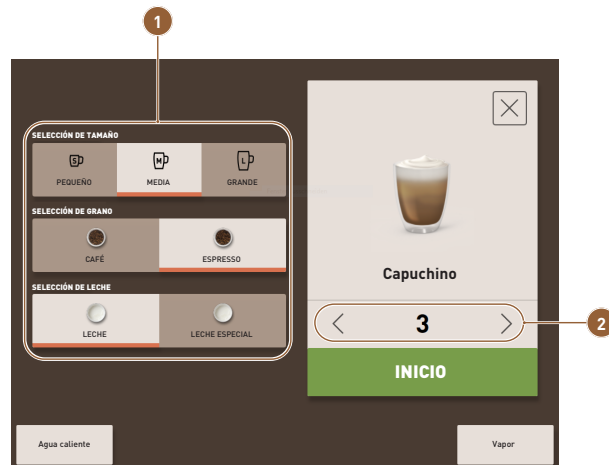 1
SELECCIÓN DE TAMAÑO
S M L
PEQUEÑO MEDIA GRANDE
SELECCIÓN DE GRANO
CAFÉ ESPRESSO
SELECCIÓN DE LECHE
LECHE LECHE ESPECIAL
Capuchino
3
2
INICIO
Agua caliente
Vapor